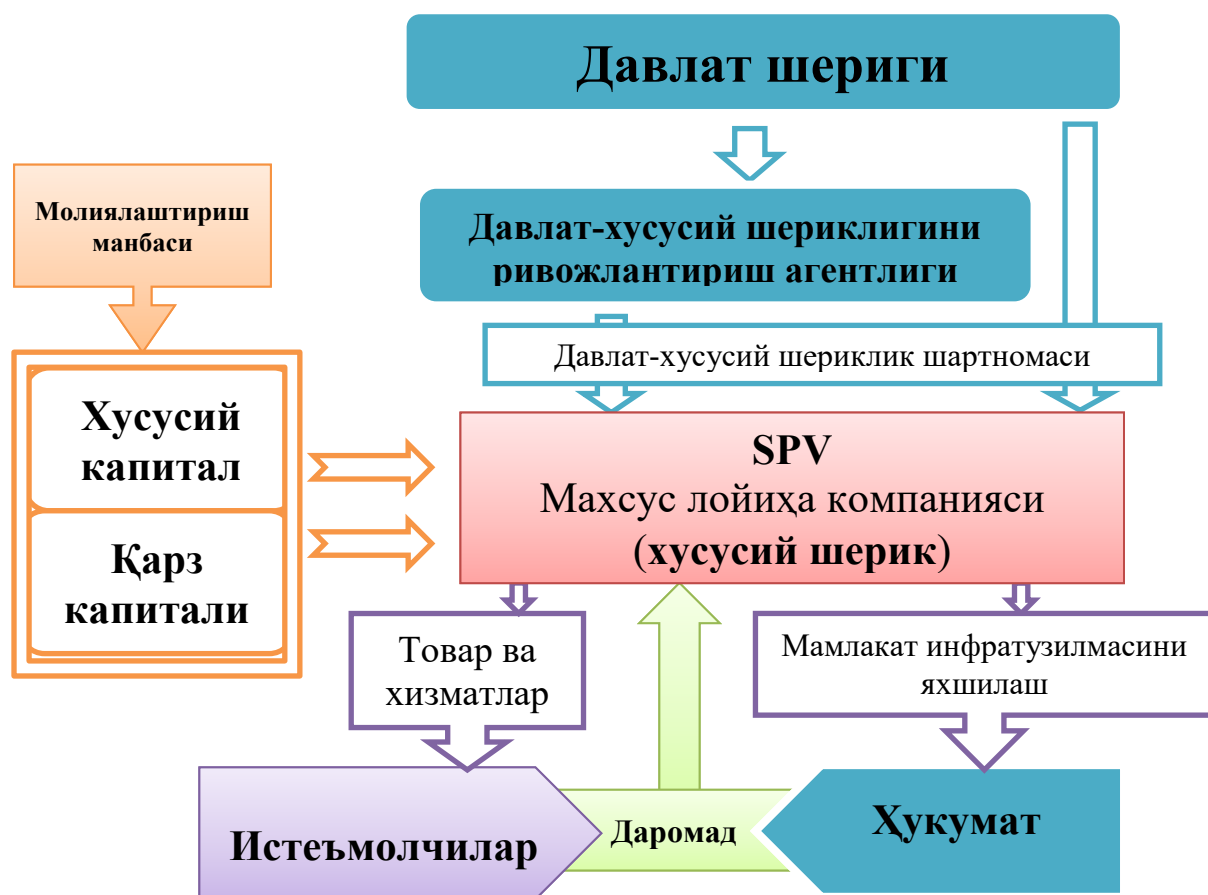 Давлат шериги
Молиялаштириш
манбаси
Давлат-хусусий шериклигини
ривожлантириш агентлиги
Давлат-хусусий шериклик шартномаси
Хусусий
капитал
Қарз
капитали
SPV
Махсус лойиҳа компанияси
(хусусий шерик)
Товар ва
хизматлар
Мамлакат инфратузилмасини
яхшилаш
Истеъмолчилар
Даромад
Ҳукумат